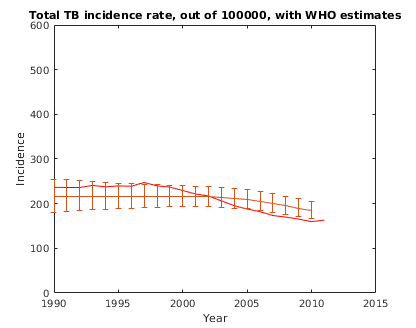 Total TB incidence rate, out of 100000, with WHO estimates
600
500
400
300
200
100
0
Incidence
1990 1995 2000 2005 2010 2015
Year